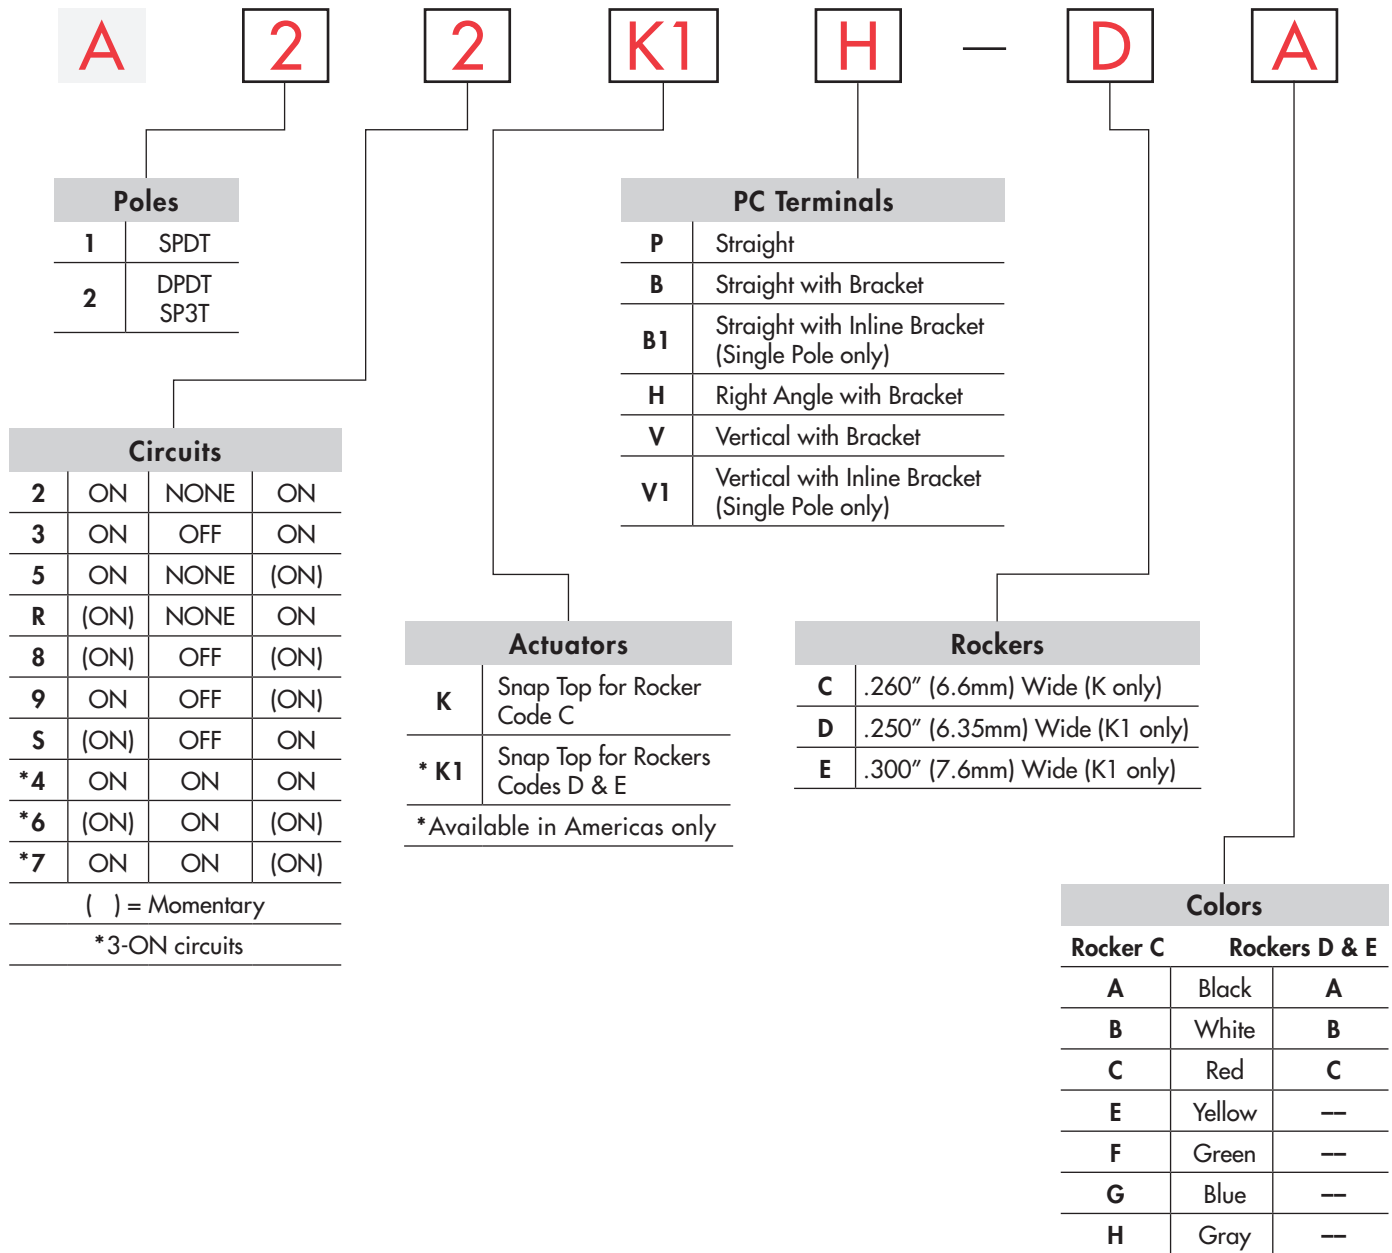 A 2 2 K1 H — D A
Poles
1 SPDT
2 DPDT
SP3T
PC Terminals
P Straight
B Straight with Bracket
B1 Straight with Inline Bracket
(Single Pole only)
H Right Angle with Bracket
V Vertical with Bracket
V1 Vertical with Inline Bracket
(Single Pole only)
Circuits
2 ON NONE ON
3 ON OFF ON
5 ON NONE (ON)
R (ON) NONE ON
8 (ON) OFF (ON)
9 ON OFF (ON)
S (ON) OFF ON
*4 ON ON ON
*6 (ON) ON (ON)
*7 ON ON (ON)
( ) = Momentary
*3-ON circuits
Actuators
K Snap Top for Rocker
Code C
* K1 Snap Top for Rockers
Codes D & E
*Available in Americas only
Rockers
C .260″ (6.6mm) Wide (K only)
D .250″ (6.35mm) Wide (K1 only)
E .300″ (7.6mm) Wide (K1 only)
Colors
Rocker C Rockers D & E
A Black A
B White B
C Red C
E Yellow —
F Green —
G Blue —
H Gray —